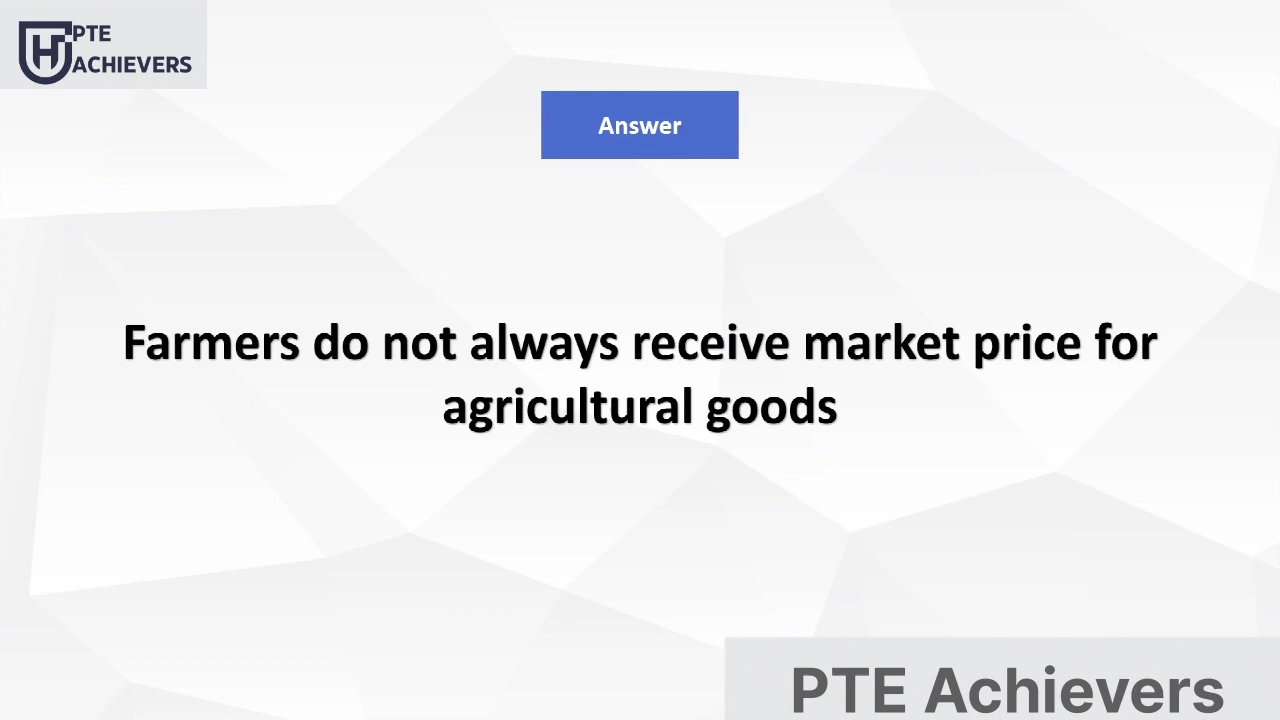 PTE
ACHIEVERS
Answer
Farmers do not always receive market price for
agricultural goods
PTE Achievers